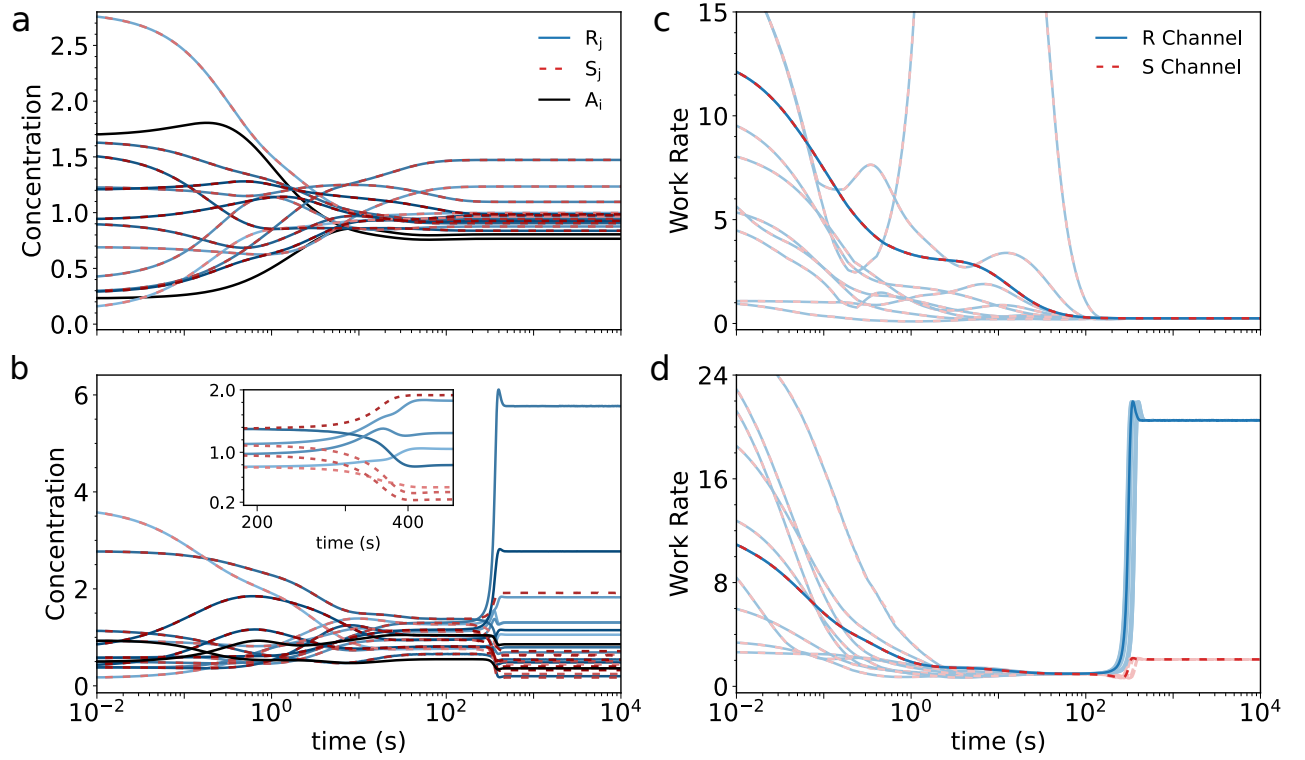 a
Concentration
2.5
2.0
1.5
1.0
0.5
0.0
R_j
S_j
A_i
c
Work Rate
15
10
5
0
R Channel
S Channel
b
Concentration
6
4
2
0
2.0
1.0
0.2
200
400
time (s)
10^{-2}
10^0
10^2
10^4
time (s)
d
Work Rate
24
16
8
0
10^{-2}
10^0
10^2
10^4
time (s)